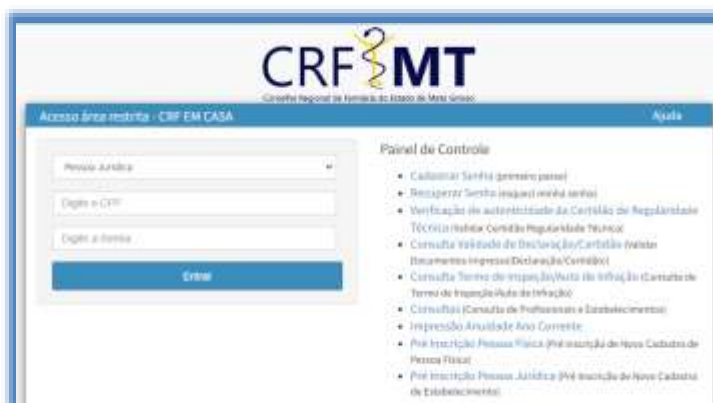 CRF MT
Conselho Regional de Farmácia do Estado de Mato Grosso
Acesso área restrita - CRF EM CASA
Ajuda
Pessoa Jurídica
Digite o CPF
Digite a Senha
Entrar
Painel de Controle
Cadastrar Senha (primeiro passo)
Recuperar Senha (esqueci minha senha)
Verificação de autenticidade da Certidão de Regularidade
Técnica (Validar Certidão Regularidade Técnica)
Consulta Validade de Declaração/Certidão (Validar
Documentos Impressos Declaração/Certidão)
Consulta Termo de Inspeção/Auto de Infração (Consulta de
Termo de Inspeção/Auto de Infração)
Consultas (Consulta de Profissionais e Estabelecimentos)
Impressão Anuidade Ano Corrente
Pré Inscrição Pessoa Física (Pré Inscrição de Novo Cadastro de
Pessoa Física)
Pré Inscrição Pessoa Jurídica (Pré Inscrição de Novo Cadastro
de Estabelecimento)